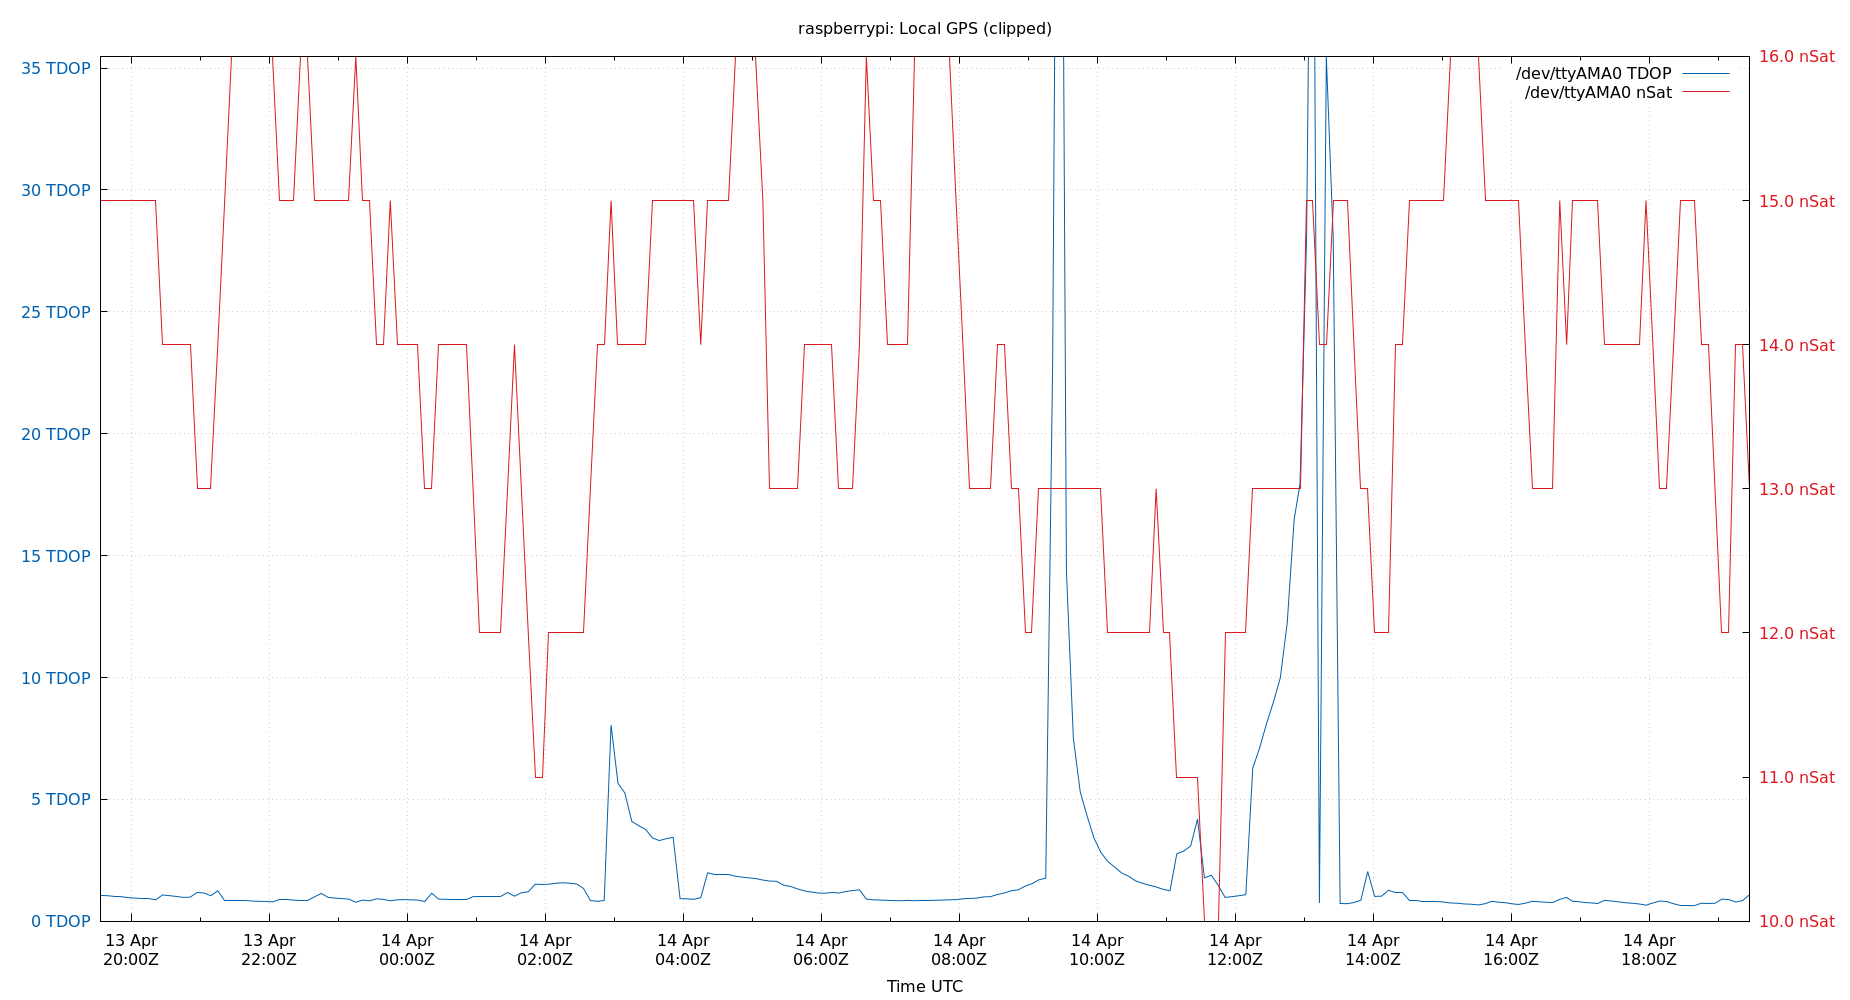 raspberrypi: Local GPS (clipped)
35 TDOP
30 TDOP
25 TDOP
20 TDOP
15 TDOP
10 TDOP
5 TDOP
0 TDOP
/dev/ttyAMA0 TDOP
/dev/ttyAMA0 nSat
16.0 nSat
15.0 nSat
14.0 nSat
13.0 nSat
12.0 nSat
11.0 nSat
10.0 nSat
13 Apr
20:00Z
13 Apr
22:00Z
14 Apr
00:00Z
14 Apr
02:00Z
14 Apr
04:00Z
14 Apr
06:00Z
14 Apr
08:00Z
14 Apr
10:00Z
14 Apr
12:00Z
14 Apr
14:00Z
14 Apr
16:00Z
14 Apr
18:00Z
Time UTC